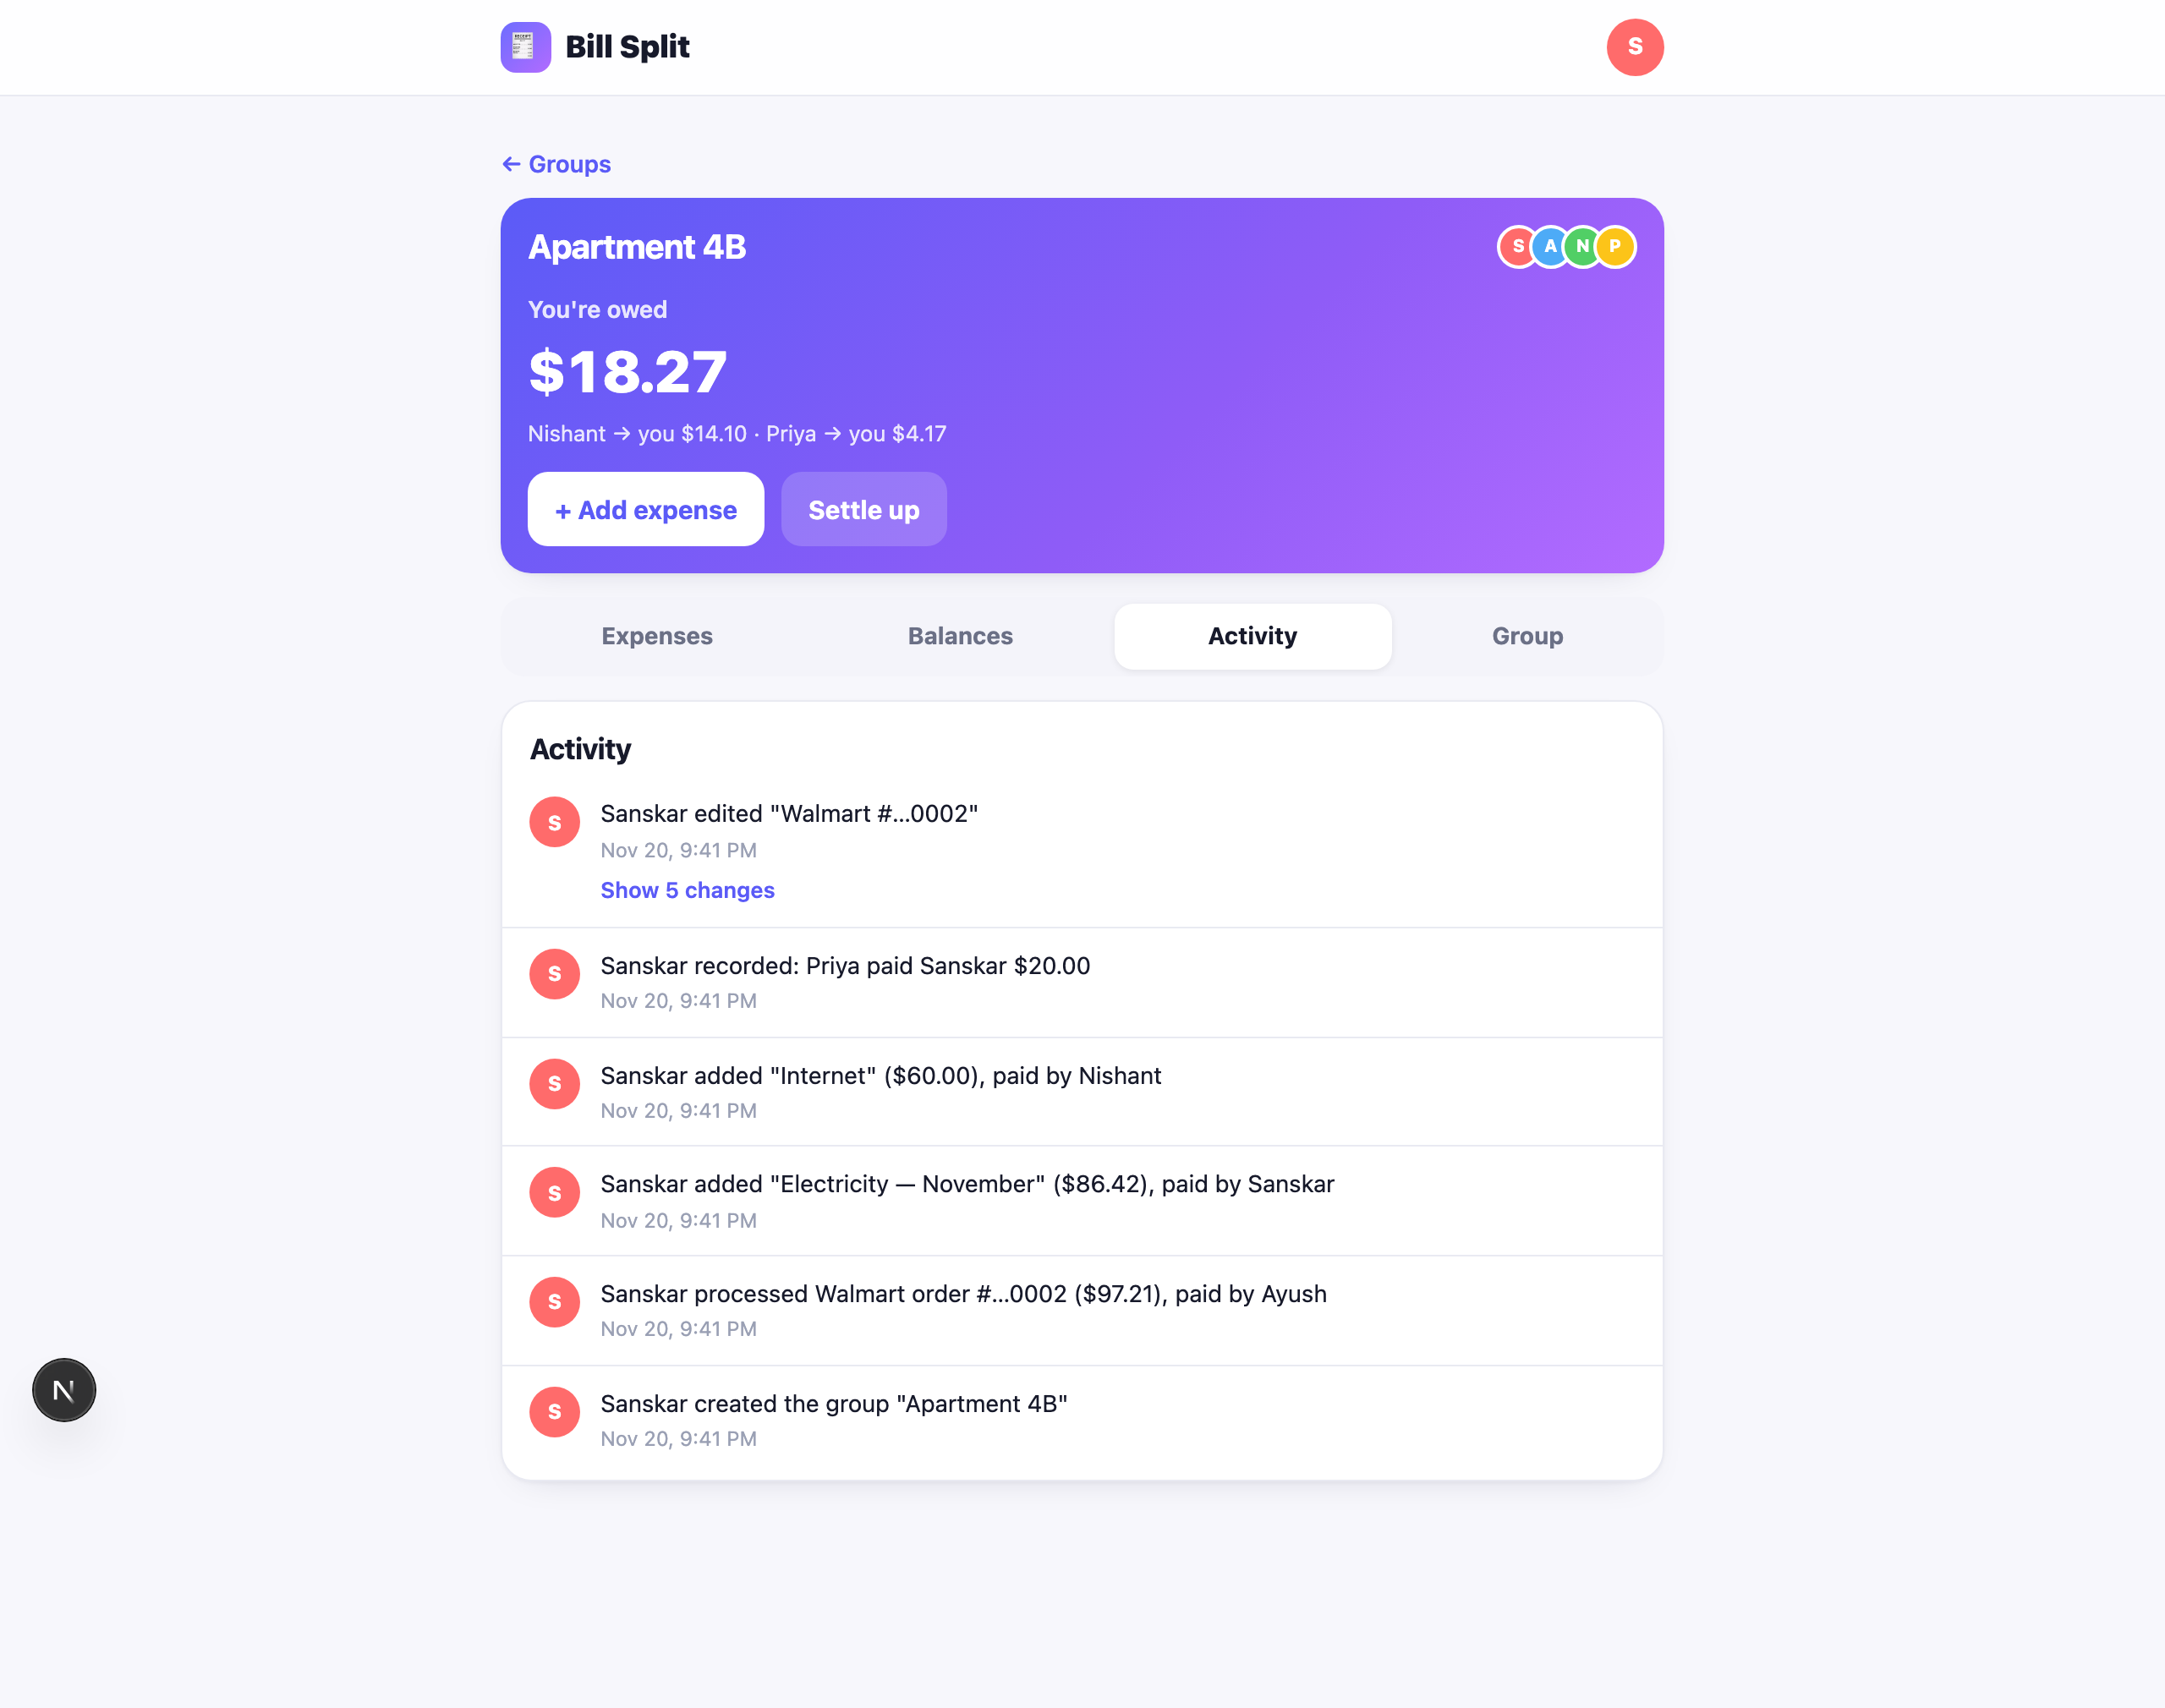 Bill Split
S
← Groups
Apartment 4B
S A N P
You're owed
$18.27
Nishant → you $14.10 · Priya → you $4.17
+ Add expense
Settle up
Expenses
Balances
Activity
Group
Activity
S
Sanskar edited "Walmart #…0002"
Nov 20, 9:41 PM
Show 5 changes
S
Sanskar recorded: Priya paid Sanskar $20.00
Nov 20, 9:41 PM
S
Sanskar added "Internet" ($60.00), paid by Nishant
Nov 20, 9:41 PM
S
Sanskar added "Electricity — November" ($86.42), paid by Sanskar
Nov 20, 9:41 PM
S
Sanskar processed Walmart order #…0002 ($97.21), paid by Ayush
Nov 20, 9:41 PM
S
Sanskar created the group "Apartment 4B"
Nov 20, 9:41 PM
N